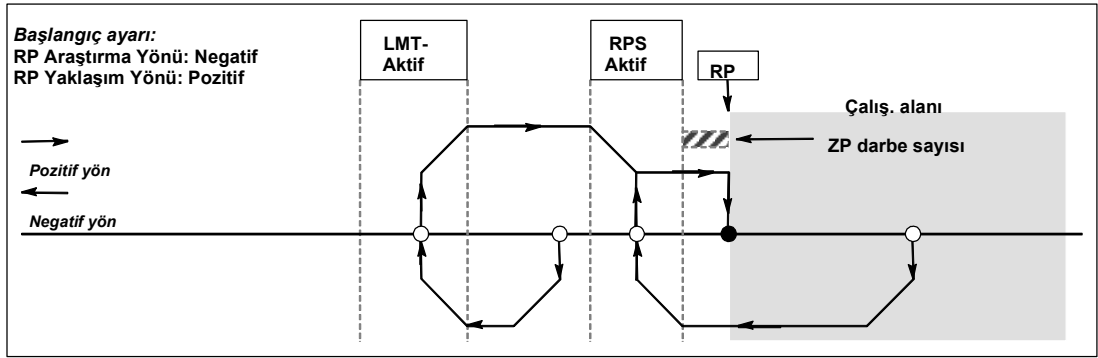 Başlangıç ayarı:
RP Araştırma Yönü: Negatif
RP Yaklaşım Yönü: Pozitif
LMT-
Aktif
RPS
Aktif
RP
Çalış. alanı
ZP darbe sayısı
Pozitif yön
Negatif yön